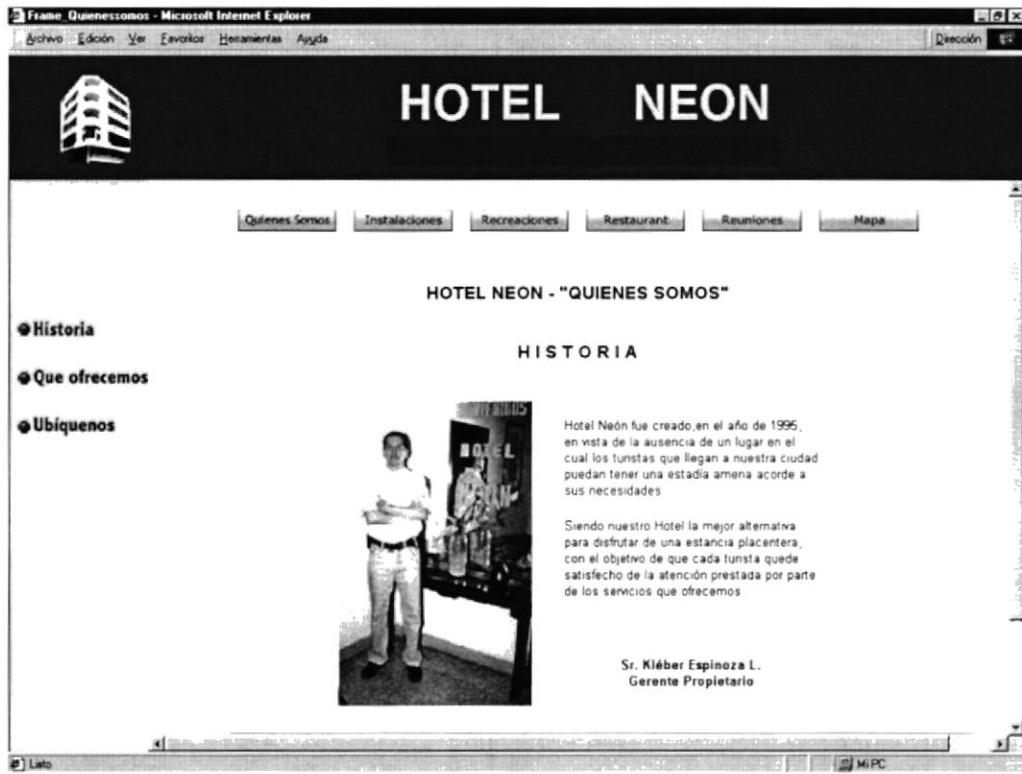 Frame_Quienessomos - Microsoft Internet Explorer
Archivo Edición Ver Favoritos Herramientas Ayuda
Dirección
HOTEL NEON
Quienes Somos Instalaciones Recreaciones Restaurant Reuniones Mapa
HOTEL NEON - "QUIENES SOMOS"
Historia
Que ofrecemos
Ubíquenos
HISTORIA
HOTEL
Hotel Neón fue creado,en el año de 1995,
en vista de la ausencia de un lugar en el
cual los turistas que llegan a nuestra ciudad
puedan tener una estadía amena acorde a
sus necesidades
Siendo nuestro Hotel la mejor alternativa
para disfrutar de una estancia placentera,
con el objetivo de que cada turista quede
satisfecho de la atención prestada por parte
de los servicios que ofrecemos
Sr. Kléber Espinoza L.
Gerente Propietario
Listo
Mi PC